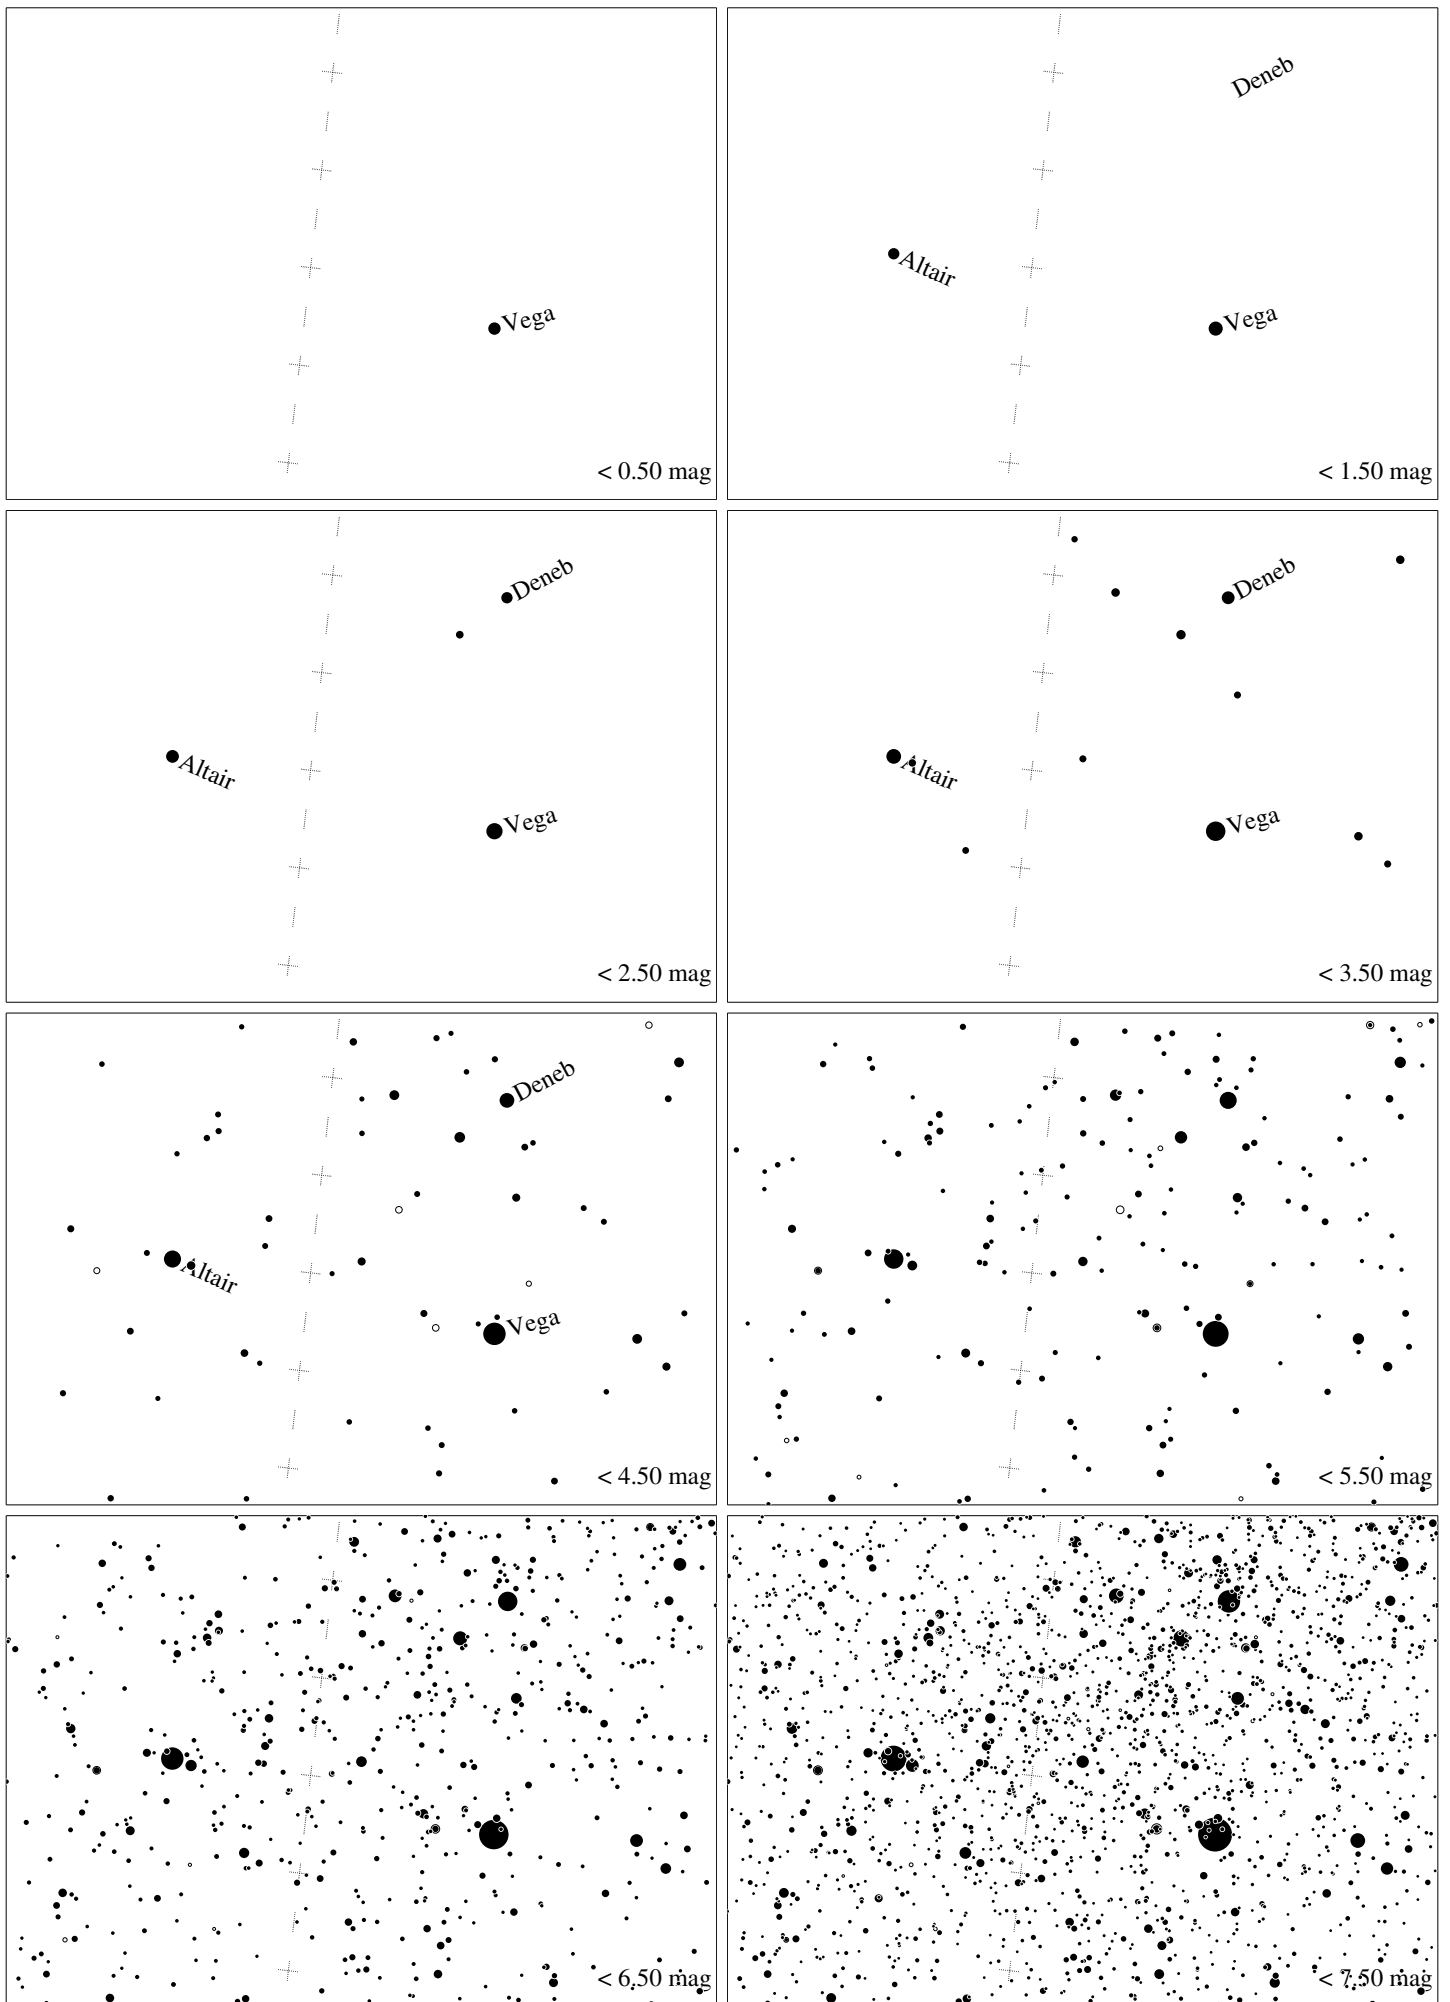 Vega
< 0.50 mag
Deneb
Altair
Vega
< 1.50 mag
Deneb
Altair
Vega
< 2.50 mag
Deneb
Altair
Vega
< 3.50 mag
Deneb
Altair
Vega
< 4.50 mag
< 5.50 mag
< 6.50 mag
< 7.50 mag